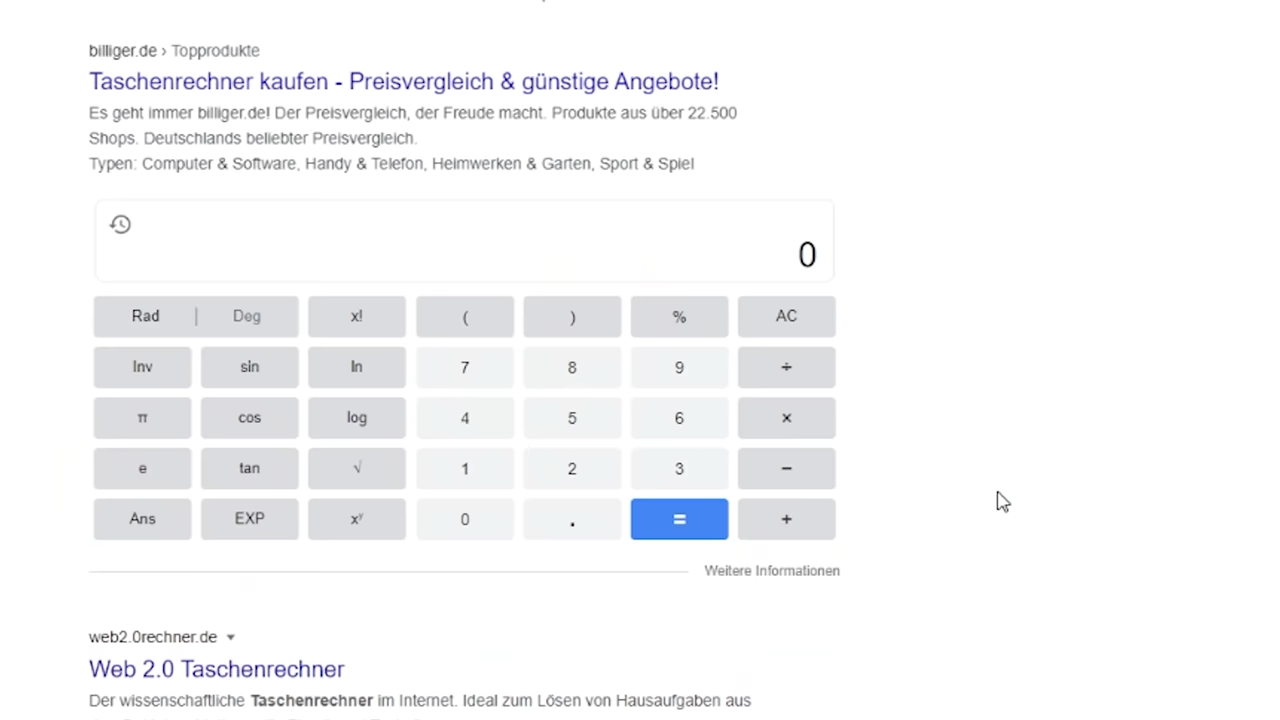 billiger.de › Topprodukte
Taschenrechner kaufen - Preisvergleich & günstige Angebote!
Es geht immer billiger.de! Der Preisvergleich, der Freude macht. Produkte aus über 22.500
Shops. Deutschlands beliebter Preisvergleich.
Typen: Computer & Software, Handy & Telefon, Heimwerken & Garten, Sport & Spiel
0
Rad | Deg x! ( ) % AC
Inv sin ln 7 8 9 ÷
π cos log 4 5 6 ×
e tan √ 1 2 3 −
Ans EXP xʸ 0 . = +
Weitere Informationen
web2.0rechner.de
Web 2.0 Taschenrechner
Der wissenschaftliche Taschenrechner im Internet. Ideal zum Lösen von Hausaufgaben aus